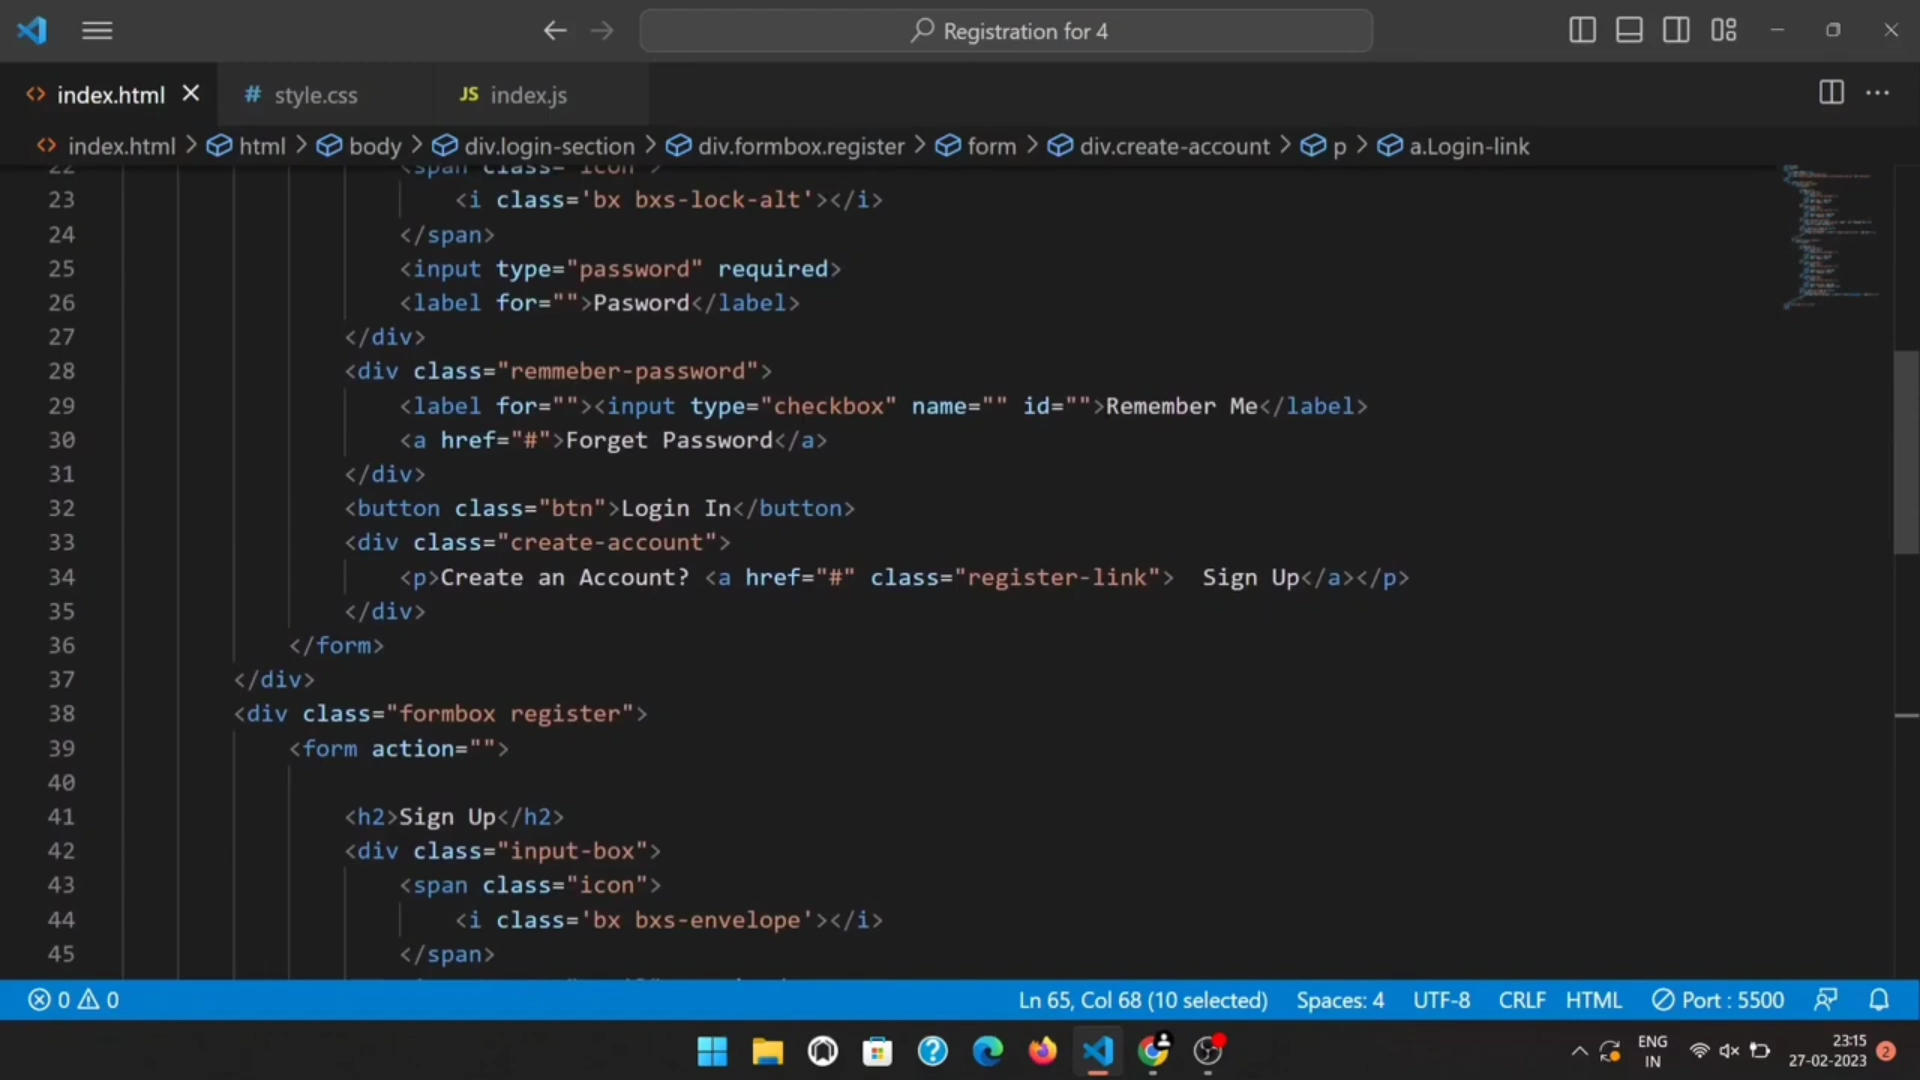 Registration for 4
index.html
# style.css
JS index.js
index.html > html > body > div.login-section > div.formbox.register > form > div.create-account > p > a.Login-link
22 <span class="icon">
23 <i class='bx bxs-lock-alt'></i>
24 </span>
25 <input type="password" required>
26 <label for="">Pasword</label>
27 </div>
28 <div class="remmeber-password">
29 <label for=""><input type="checkbox" name="" id="">Remember Me</label>
30 <a href="#">Forget Password</a>
31 </div>
32 <button class="btn">Login In</button>
33 <div class="create-account">
34 <p>Create an Account? <a href="#" class="register-link">  Sign Up</a></p>
35 </div>
36 </form>
37 </div>
38 <div class="formbox register">
39 <form action="">
40
41 <h2>Sign Up</h2>
42 <div class="input-box">
43 <span class="icon">
44 <i class='bx bxs-envelope'></i>
45 </span>
0 0 Ln 65, Col 68 (10 selected) Spaces: 4 UTF-8 CRLF HTML Port : 5500
ENG 23:15
IN 27-02-2023 2